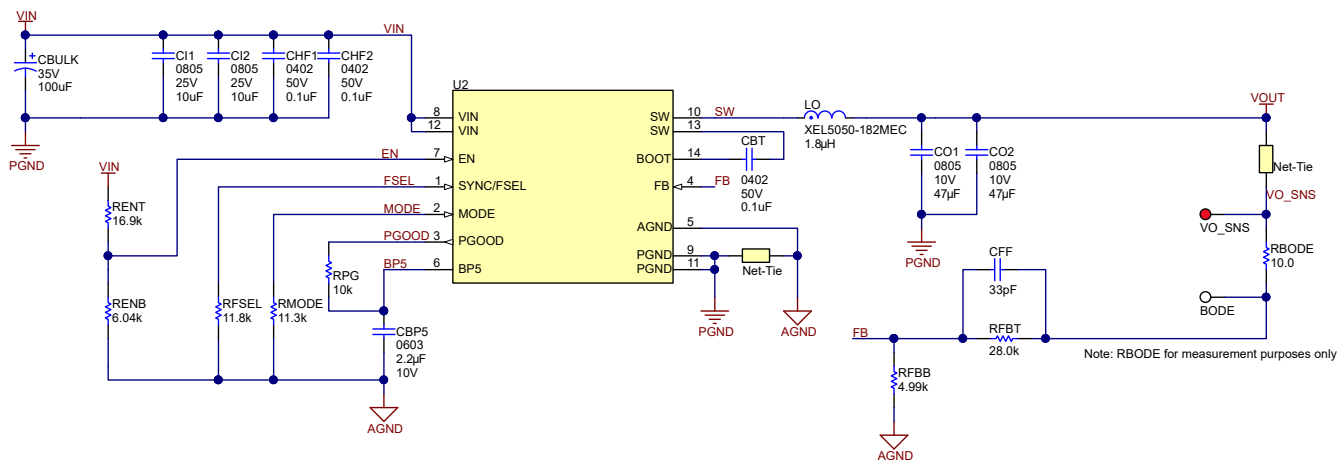 VIN
CBULK
35V
100uF
PGND
CI1
0805
25V
10uF
CI2
0805
25V
10uF
CHF1
0402
50V
0.1uF
CHF2
0402
50V
0.1uF
VIN
VIN
RENT
16.9k
RENB
6.04k
EN
FSEL
MODE
PGOOD
BP5
RFSEL
11.8k
RMODE
11.3k
RPG
10k
CBP5
0603
2.2µF
10V
AGND
U2
8
VIN
12
VIN
7
EN
1
SYNC/FSEL
2
MODE
3
PGOOD
6
BP5
SW
10
SW
13
BOOT
14
FB
4
AGND
5
PGND
9
PGND
11
SW
FB
CBT
0402
50V
0.1uF
Net-Tie
PGND
AGND
LO
XEL5050-182MEC
1.8µH
CO1
0805
10V
47µF
CO2
0805
10V
47µF
PGND
VOUT
Net-Tie
VO_SNS
VO_SNS
RBODE
10.0
BODE
CFF
33pF
FB
RFBT
28.0k
RFBB
4.99k
AGND
Note: RBODE for measurement purposes only